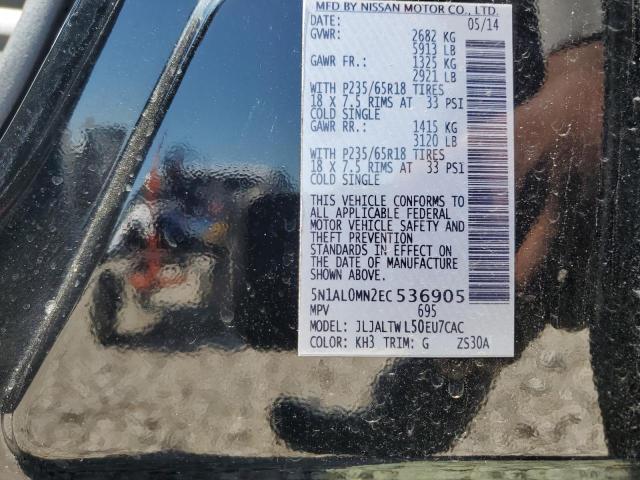 MFD BY NISSAN MOTOR CO., LTD.
DATE: 05/14
GVWR: 2682 KG
5913 LB
GAWR FR.: 1325 KG
2921 LB
WITH P235/65R18 TIRES
18 X 7.5 RIMS AT 33 PSI
COLD SINGLE
GAWR RR.: 1415 KG
3120 LB
WITH P235/65R18 TIRES
18 X 7.5 RIMS AT 33 PSI
COLD SINGLE
THIS VEHICLE CONFORMS TO
ALL APPLICABLE FEDERAL
MOTOR VEHICLE SAFETY AND
THEFT PREVENTION
STANDARDS IN EFFECT ON
THE DATE OF MANUFACTURE
SHOWN ABOVE.
5N1AL0MN2EC536905
MPV 695
MODEL: JLJALTWL50EU7CAC
COLOR: KH3 TRIM: G ZS30A